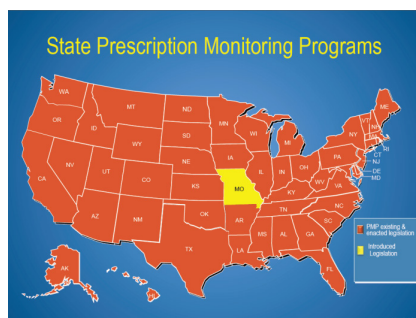 State Prescription Monitoring Programs
WA
MT
ND
MN
ME
VT
NH
OR
ID
SD
WI
MI
NY
WY
RI
CT
NJ
DE
MD
IA
PA
NV
UT
NE
IL
IN
OH
CA
CO
KS
MO
KY
WV
VA
NC
AZ
NM
OK
AR
TN
SC
MS
AL
GA
TX
LA
FL
AK
PMP existing &
enacted legislation
Introduced
Legislation